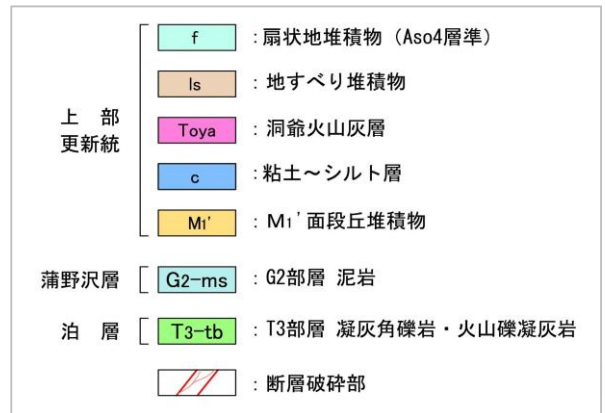 上部更新統
f ：扇状地堆積物（Aso4層準）
ls ：地すべり堆積物
Toya ：洞爺火山灰層
c ：粘土～シルト層
M1' ：M1'面段丘堆積物
蒲野沢層 G2-ms ：G2部層 泥岩
泊層 T3-tb ：T3部層 凝灰角礫岩・火山礫凝灰岩
：断層破砕部